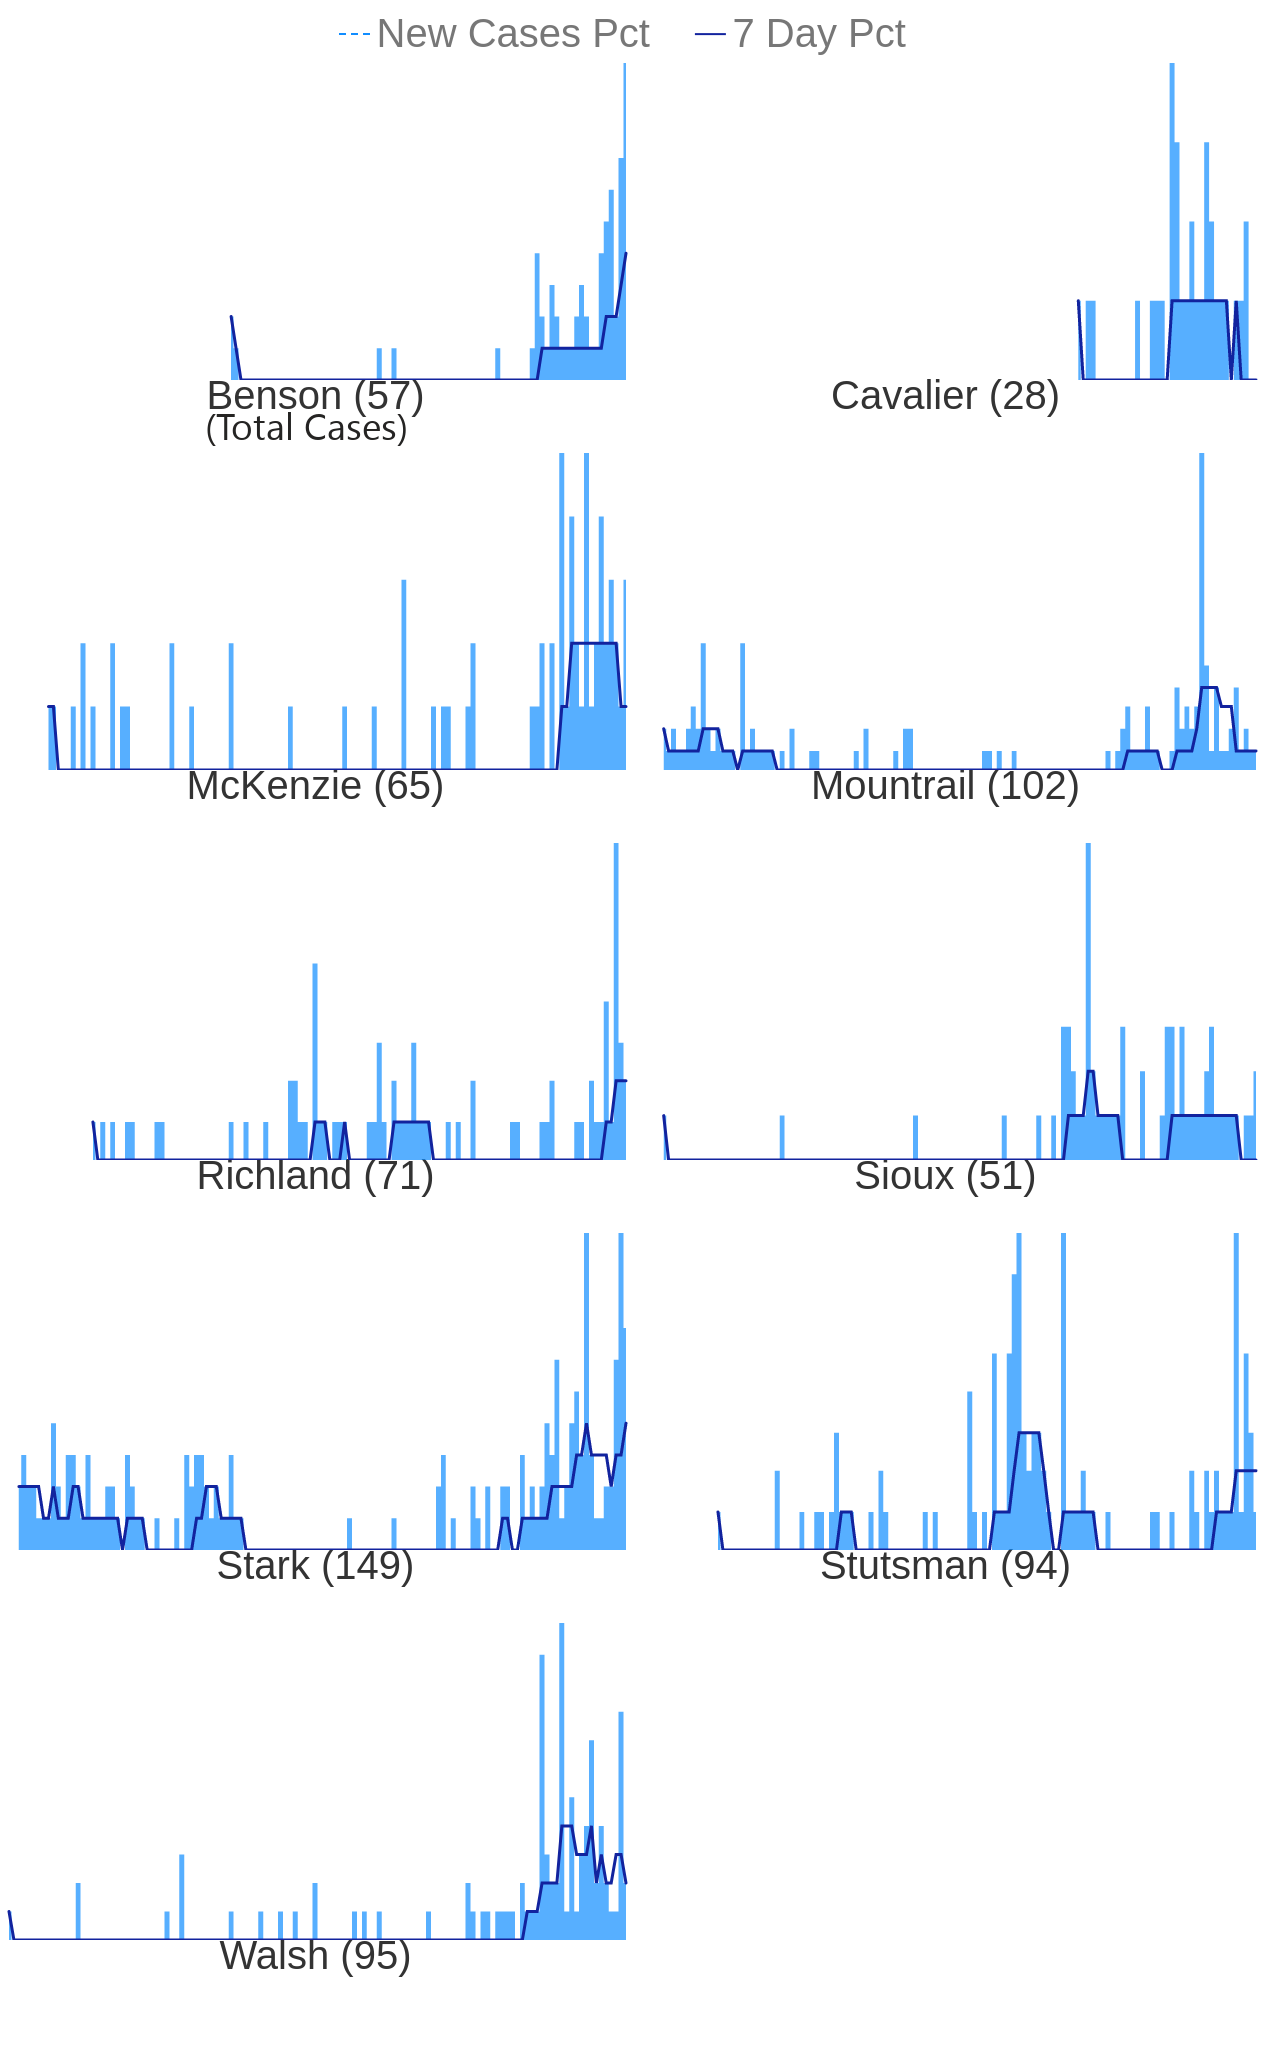 New Cases Pct 7 Day Pct
Benson (57) Cavalier (28)
(Total Cases)
McKenzie (65) Mountrail (102)
Richland (71) Sioux (51)
Stark (149) Stutsman (94)
Walsh (95)